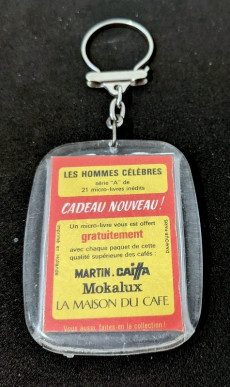 LES HOMMES CÉLÈBRES
série "A" de
21 micro-livres inédits
CADEAU NOUVEAU !
Un micro-livre vous est offert
gratuitement
avec chaque paquet de cette
qualité supérieure des cafés :
MARTIN.CAIFFA
Mokalux
LA MAISON DU CAFE
Vous aussi, faites-en la collection !